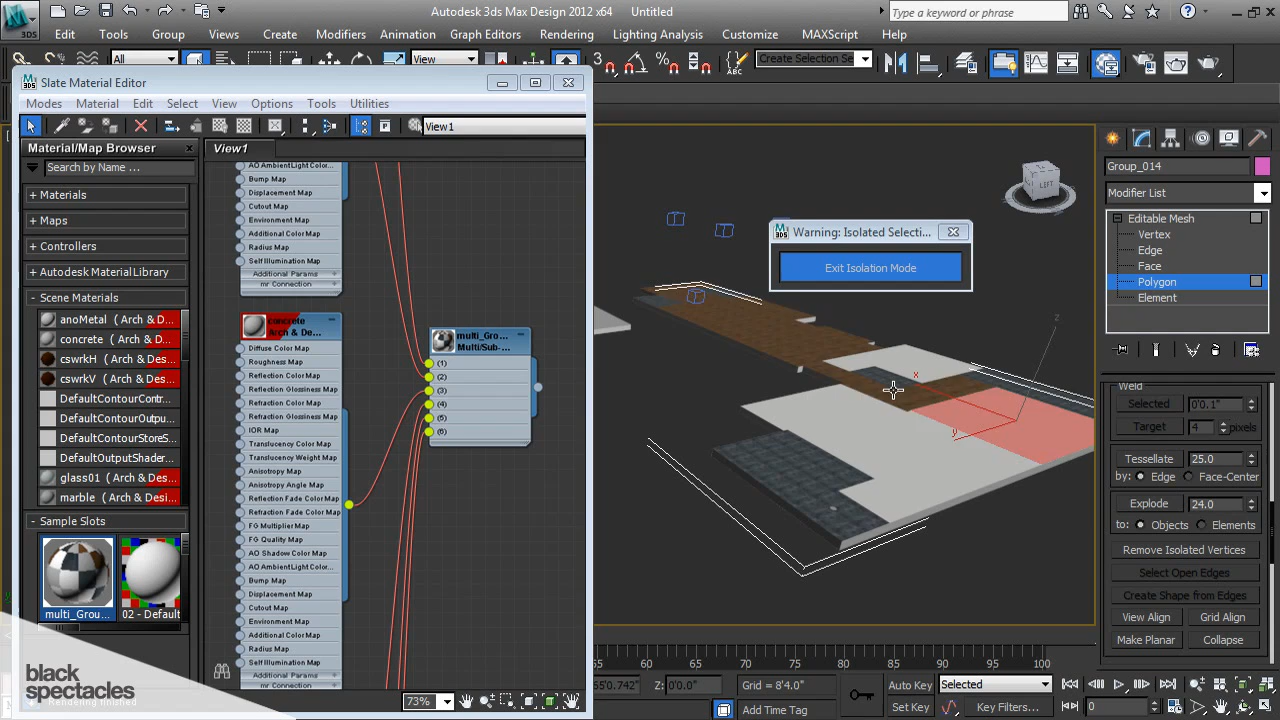 Autodesk 3ds Max Design 2012 x64 Untitled
Type a keyword or phrase
3DS
Edit Tools Group Views Create Modifiers Animation Graph Editors Rendering Lighting Analysis Customize MAXScript Help
All View Create Selection Se
Slate Material Editor
Modes Material Edit Select View Options Tools Utilities
View1
Material/Map Browser
Search by Name ...
+ Materials
+ Maps
+ Controllers
+ Autodesk Material Library
- Scene Materials
anoMetal ( Arch & D...
concrete ( Arch & D...
cswrkH ( Arch & Des...
cswrkV ( Arch & Des...
DefaultContourContr...
DefaultContourOutpu...
DefaultContourStoreS...
DefaultOutputShader...
glass01 ( Arch & Des...
marble ( Arch & Desi...
- Sample Slots
multi_Grou... 02 - Default
View1
AO Ambient Light Color...
Bump Map
Displacement Map
Cutout Map
Environment Map
Additional Color Map
Radius Map
Self Illumination Map
Additional Params +
mr Connection +
concrete
Arch & De...
Diffuse Color Map
Roughness Map
Reflection Color Map
Reflection Glossiness Map
Refraction Color Map
Refraction Glossiness Map
IOR Map
Translucency Color Map
Translucency Weight Map
Anisotropy Map
Anisotropy Angle Map
Reflection Fade Color Map
Refraction Fade Color Map
FG Multiplier Map
FG Quality Map
AO Shadow Color Map
AO Ambient Light Color...
Bump Map
Displacement Map
Cutout Map
Environment Map
Additional Color Map
Radius Map
Self Illumination Map
Additional Params +
mr Connection +
multi_Gro...
Multi/Sub-...
(1)
(2)
(3)
(4)
(5)
(6)
73%
Rendering finished
black
spectacles
Warning: Isolated Selecti...
Exit Isolation Mode
LEFT
x
y
z
Group_014
Modifier List
Editable Mesh
Vertex
Edge
Face
Polygon
Element
Weld
Selected 0'0.1"
Target 4 pixels
Tessellate 25.0
by: Edge Face-Center
Explode 24.0
to: Objects Elements
Remove Isolated Vertices
Select Open Edges
Create Shape from Edges
View Align Grid Align
Make Planar Collapse
60 65 70 75 80 85 90 95 100
55'0.742" Z: 0'0.0" Grid = 8'4.0" Auto Key Selected
Add Time Tag Set Key Key Filters... 0